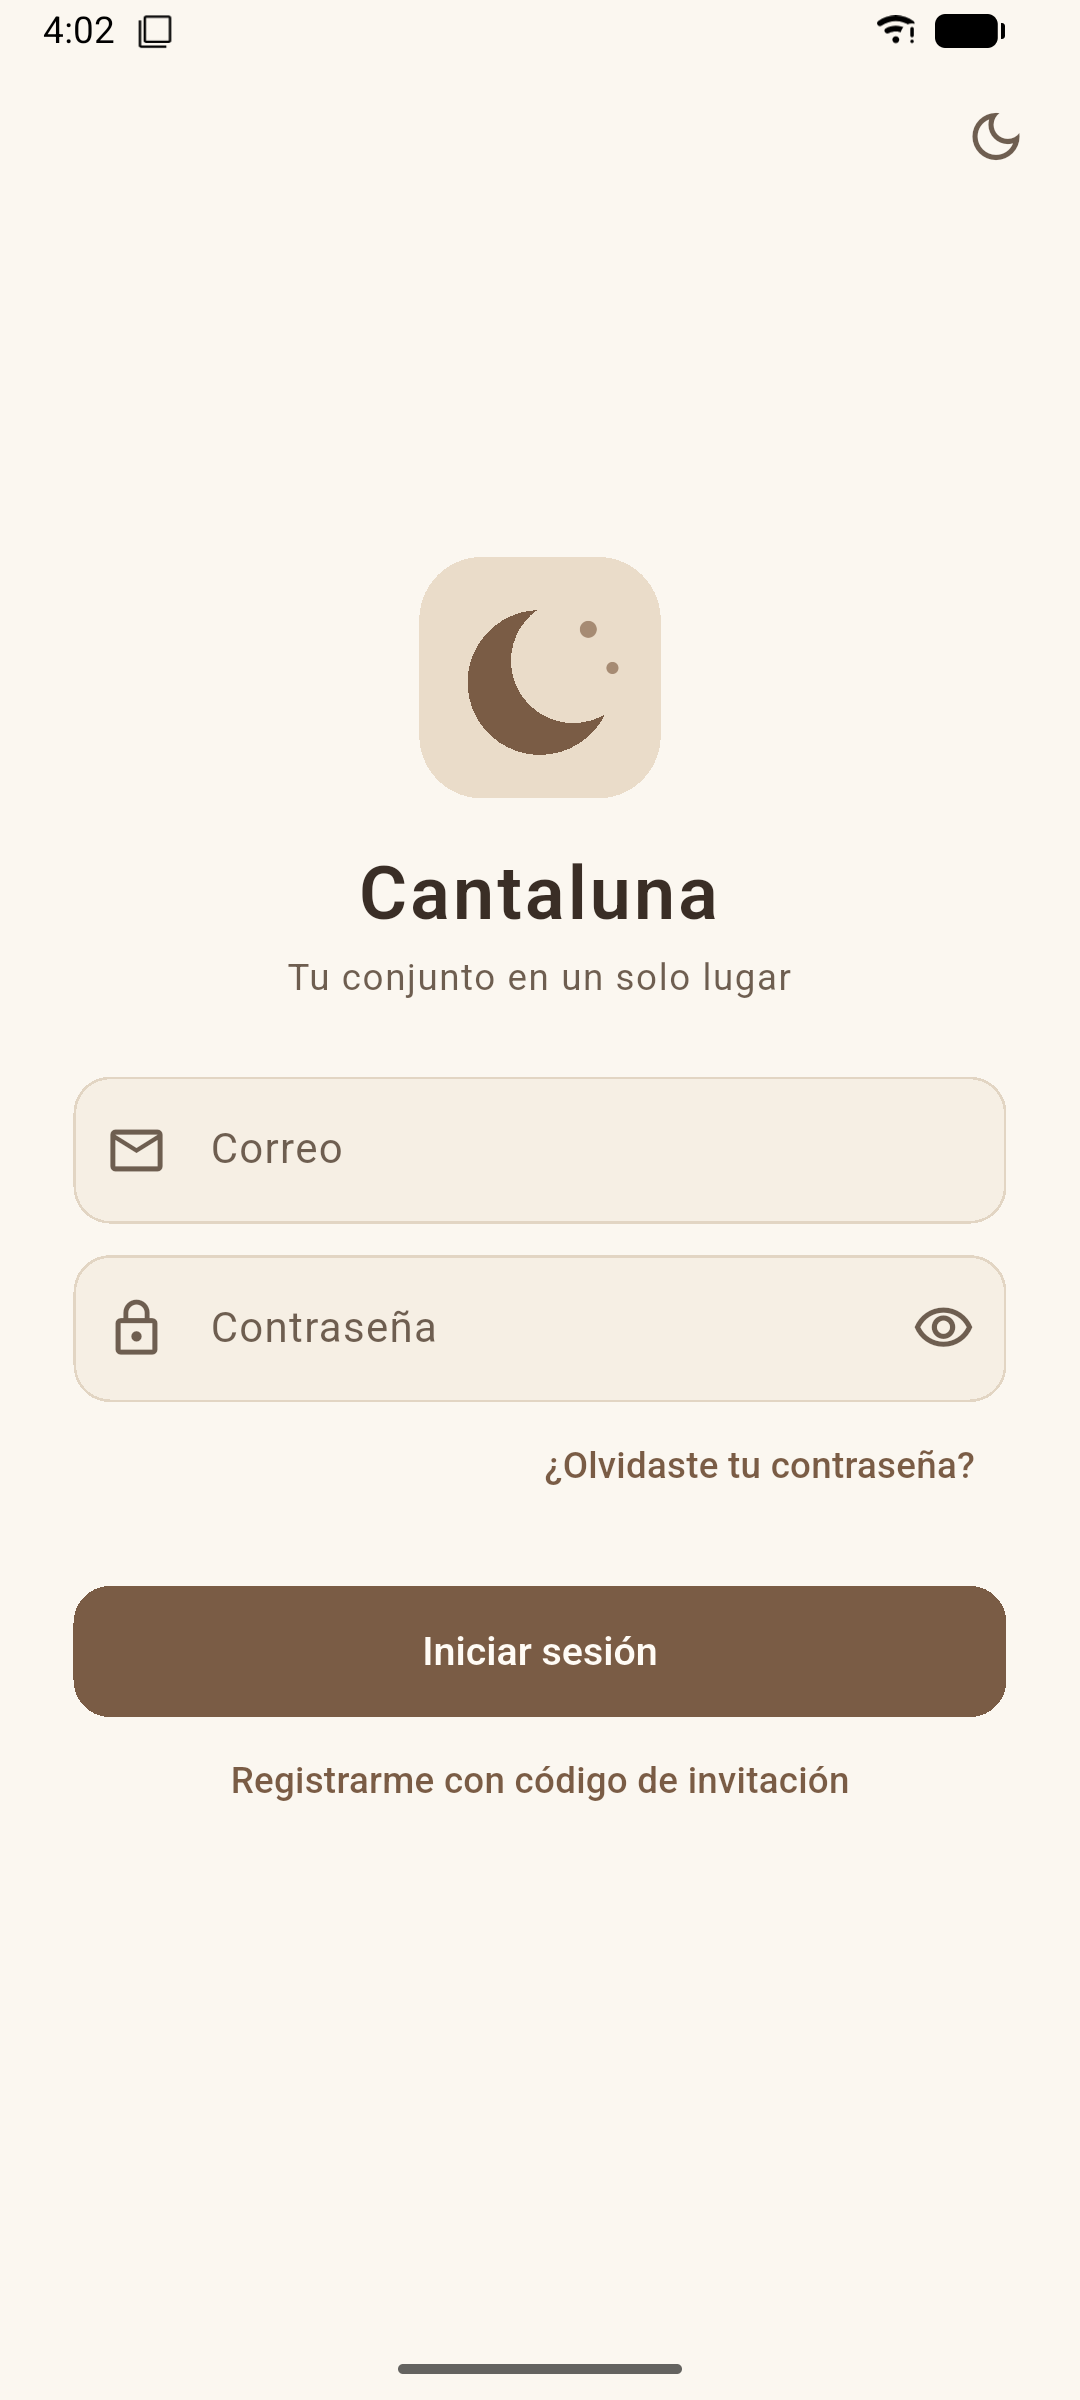 4:02
Cantaluna
Tu conjunto en un solo lugar
Correo
Contraseña
¿Olvidaste tu contraseña?
Iniciar sesión
Registrarme con código de invitación